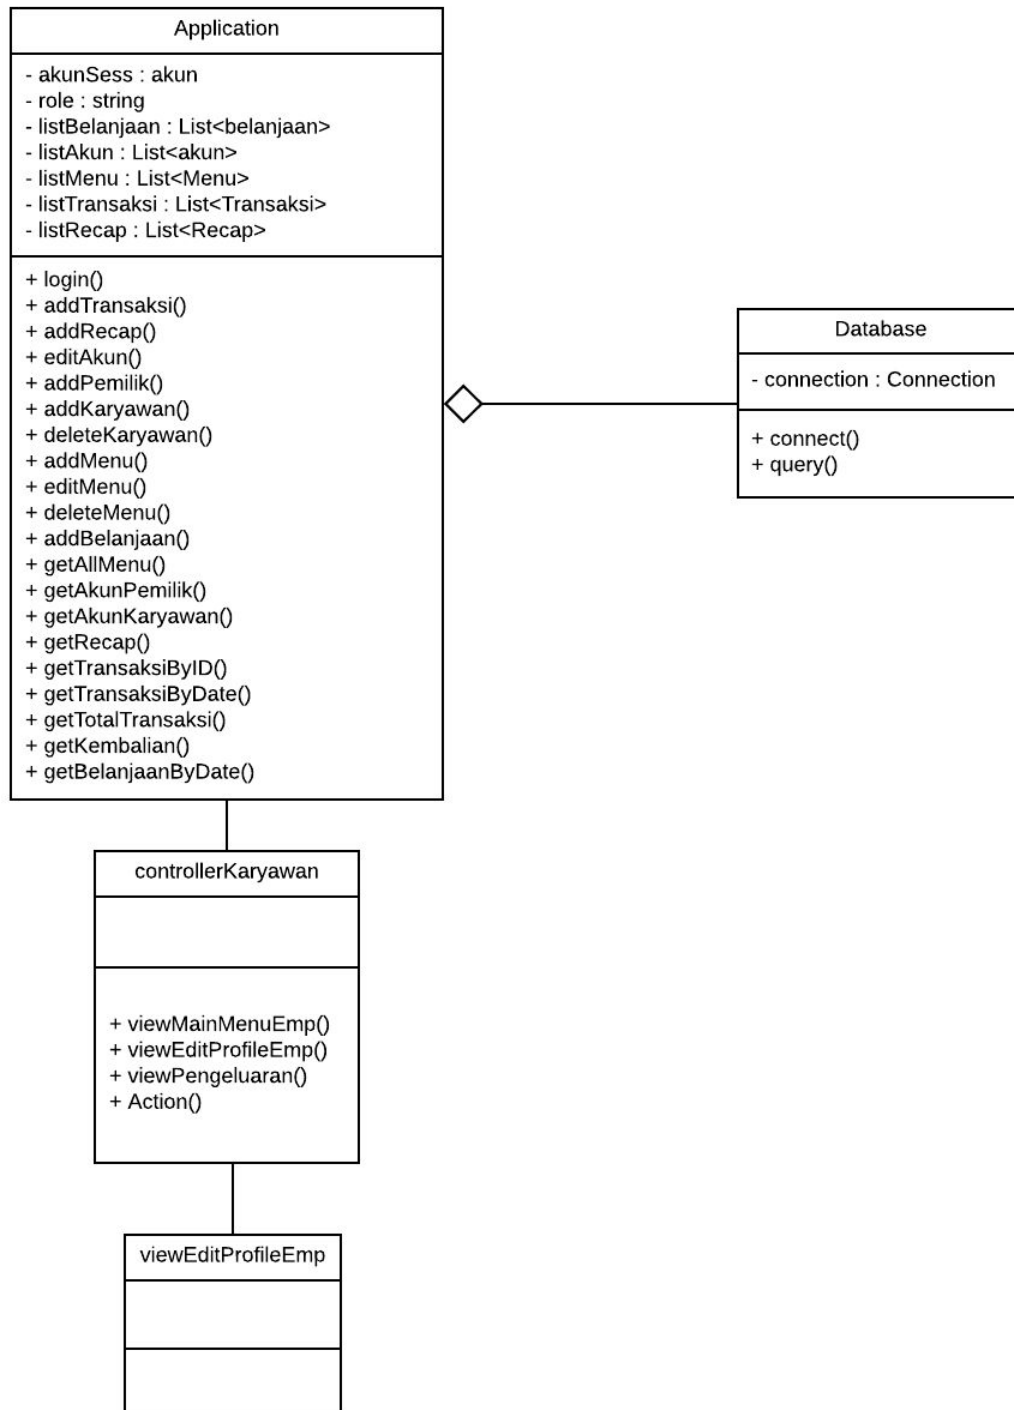 Application
- akunSess : akun
- role : string
- listBelanjaan : List<belanjaan>
- listAkun : List<akun>
- listMenu : List<Menu>
- listTransaksi : List<Transaksi>
- listRecap : List<Recap>
+ login()
+ addTransaksi()
+ addRecap()
+ editAkun()
+ addPemilik()
+ addKaryawan()
+ deleteKaryawan()
+ addMenu()
+ editMenu()
+ deleteMenu()
+ addBelanjaan()
+ getAllMenu()
+ getAkunPemilik()
+ getAkunKaryawan()
+ getRecap()
+ getTransaksiByID()
+ getTransaksiByDate()
+ getTotalTransaksi()
+ getKembalian()
+ getBelanjaanByDate()
Database
- connection : Connection
+ connect()
+ query()
controllerKaryawan
+ viewMainMenuEmp()
+ viewEditProfileEmp()
+ viewPengeluaran()
+ Action()
viewEditProfileEmp